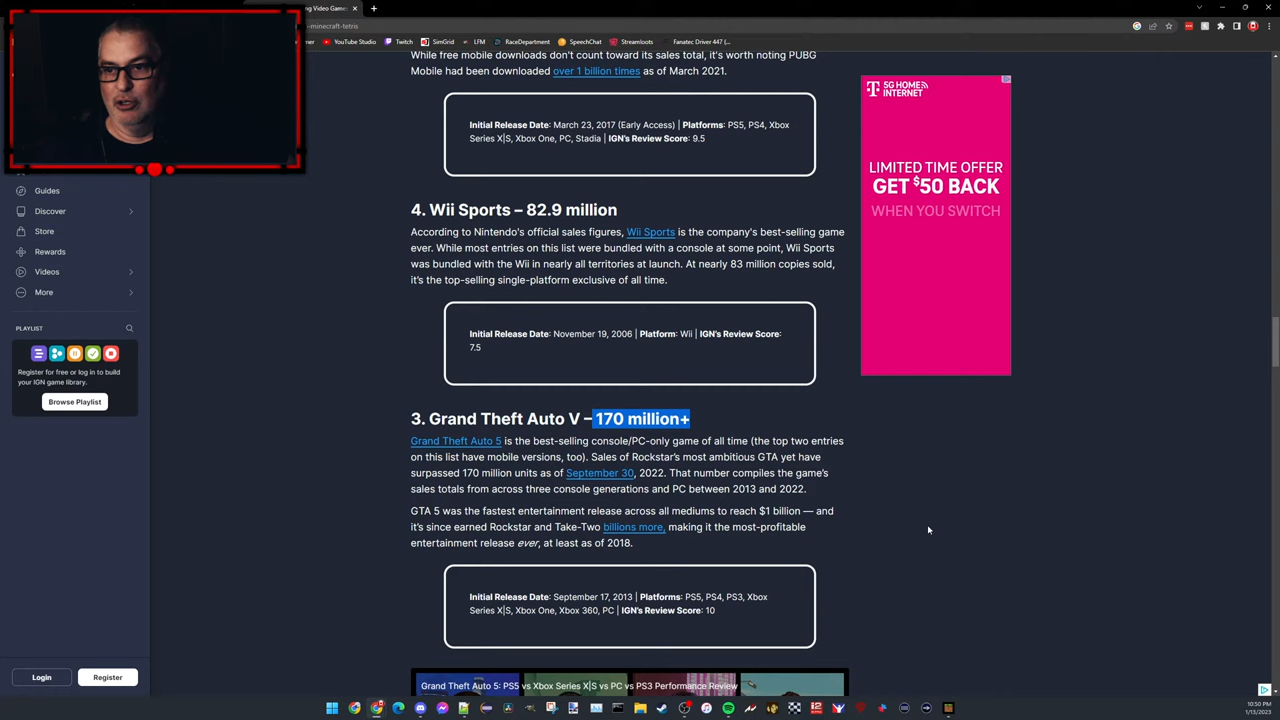 ng Video Game
-minecraft-tetris
YouTube Studio
Twitch
SimGrid
LFM
RaceDepartment
SpeechChat
Streamloots
Fanatec Driver 447 (...
While free mobile downloads don't count toward its sales total, it's worth noting PUBG
Mobile had been downloaded over 1 billion times as of March 2021.
Initial Release Date: March 23, 2017 (Early Access) | Platforms: PS5, PS4, Xbox
Series X|S, Xbox One, PC, Stadia | IGN's Review Score: 9.5
4. Wii Sports – 82.9 million
According to Nintendo's official sales figures, Wii Sports is the company's best-selling game
ever. While most entries on this list were bundled with a console at some point, Wii Sports
was bundled with the Wii in nearly all territories at launch. At nearly 83 million copies sold,
it's the top-selling single-platform exclusive of all time.
Initial Release Date: November 19, 2006 | Platform: Wii | IGN's Review Score:
7.5
3. Grand Theft Auto V – 170 million+
Grand Theft Auto 5 is the best-selling console/PC-only game of all time (the top two entries
on this list have mobile versions, too). Sales of Rockstar's most ambitious GTA yet have
surpassed 170 million units as of September 30, 2022. That number compiles the game's
sales totals from across three console generations and PC between 2013 and 2022.
GTA 5 was the fastest entertainment release across all mediums to reach $1 billion — and
it's since earned Rockstar and Take-Two billions more, making it the most-profitable
entertainment release ever, at least as of 2018.
Initial Release Date: September 17, 2013 | Platforms: PS5, PS4, PS3, Xbox
Series X|S, Xbox One, Xbox 360, PC | IGN's Review Score: 10
Grand Theft Auto 5: PS5 vs Xbox Series X|S vs PC vs PS3 Performance Review
Guides
Discover
Store
Rewards
Videos
More
PLAYLIST
Register for free or log in to build
your IGN game library.
Browse Playlist
Login
Register
T 5G HOME
INTERNET
LIMITED TIME OFFER
GET $50 BACK
WHEN YOU SWITCH
10:50 PM
1/13/2023